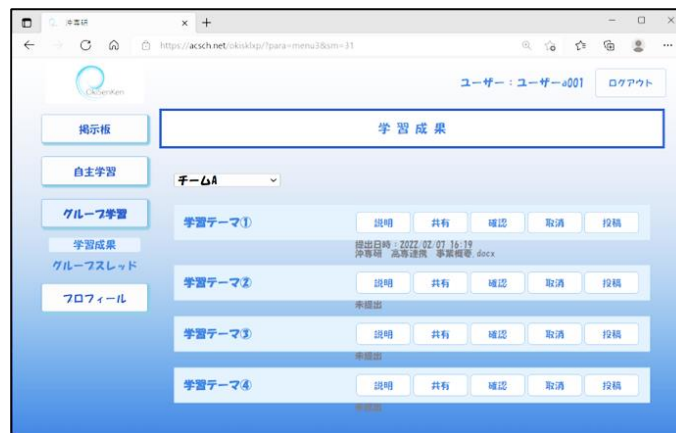 沖専研
https://acsch.net/okisklxp/?para=menu3&sm=31
OkiSenKen
ユーザー：ユーザーa001
ログアウト
掲示板
自主学習
グループ学習
学習成果
グループスレッド
プロフィール
学習成果
チームA
学習テーマ① 説明 共有 確認 取消 投稿
提出日時：2022/02/07 16:19
沖専研 高専連携 事業概要.docx
学習テーマ② 説明 共有 確認 取消 投稿
未提出
学習テーマ③ 説明 共有 確認 取消 投稿
未提出
学習テーマ④ 説明 共有 確認 取消 投稿
未提出